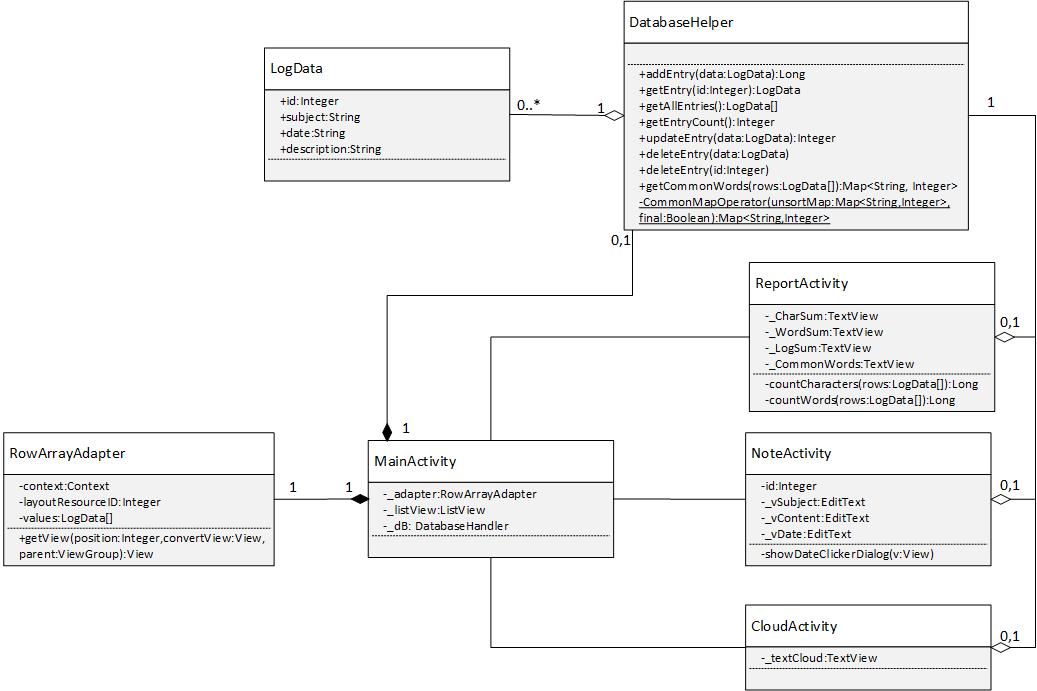 DatabaseHelper
+addEntry(data:LogData):Long
+getEntry(id:Integer):LogData
+getAllEntries():LogData[]
+getEntryCount():Integer
+updateEntry(data:LogData):Integer
+deleteEntry(data:LogData)
+deleteEntry(id:Integer)
+getCommonWords(rows:LogData[]):Map<String, Integer>
-CommonMapOperator(unsortMap:Map<String,Integer>,
final:Boolean):Map<String,Integer>
LogData
+id:Integer
+subject:String
+date:String
+description:String
0..*
1
1
0,1
ReportActivity
-_CharSum:TextView
-_WordSum:TextView
-_LogSum:TextView
-_CommonWords:TextView
-countCharacters(rows:LogData[]):Long
-countWords(rows:LogData[]):Long
0,1
1
RowArrayAdapter
-context:Context
-layoutResourceID:Integer
-values:LogData[]
+getView(position:Integer,convertView:View,
parent:ViewGroup):View
1
1
MainActivity
-_adapter:RowArrayAdapter
-_listView:ListView
-_dB: DatabaseHandler
NoteActivity
-id:Integer
-_vSubject:EditText
-_vContent:EditText
-_vDate:EditText
-showDateClickerDialog(v:View)
0,1
CloudActivity
-_textCloud:TextView
0,1